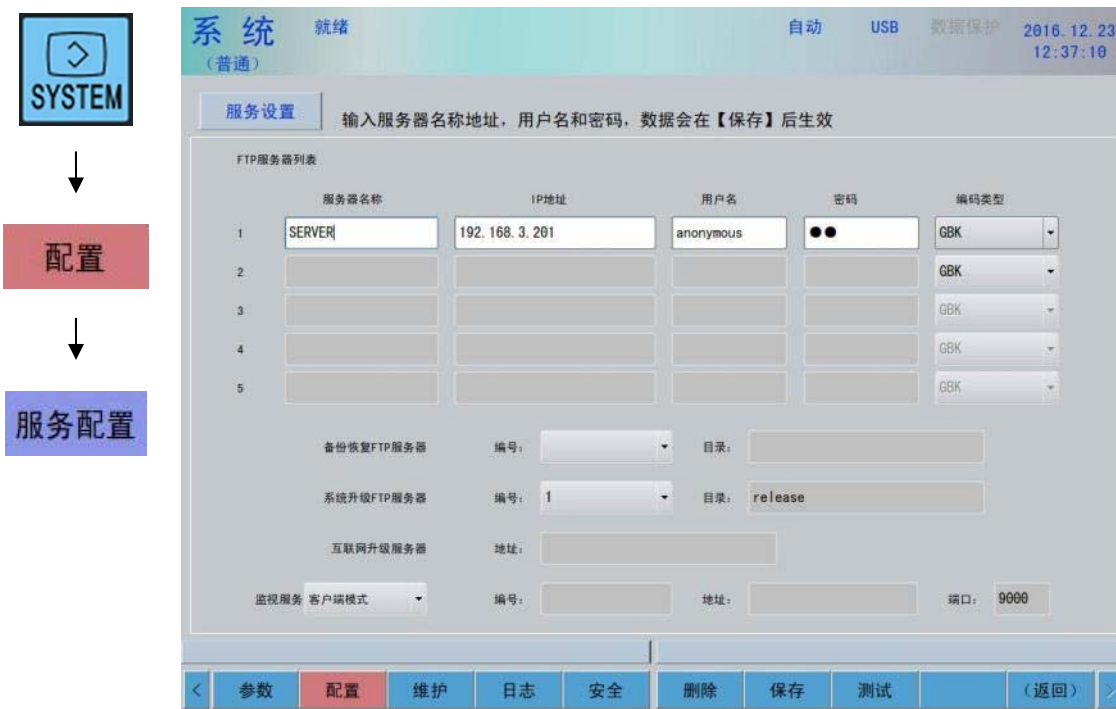 SYSTEM
配置
服务配置
系 统 就绪 自动 USB 数据保护 2016.12.23
（普通） 12:37:10
服务设置 输入服务器名称地址，用户名和密码，数据会在【保存】后生效
FTP服务器列表
服务器名称 IP地址 用户名 密码 编码类型
1 SERVER 192.168.3.201 anonymous ●● GBK
2 GBK
3 GBK
4 GBK
5 GBK
备份恢复FTP服务器 编号： 目录：
系统升级FTP服务器 编号： 1 目录： release
互联网升级服务器 地址：
监视服务 客户端模式 编号： 地址： 端口： 9000
< 参数 配置 维护 日志 安全 删除 保存 测试 （返回） >